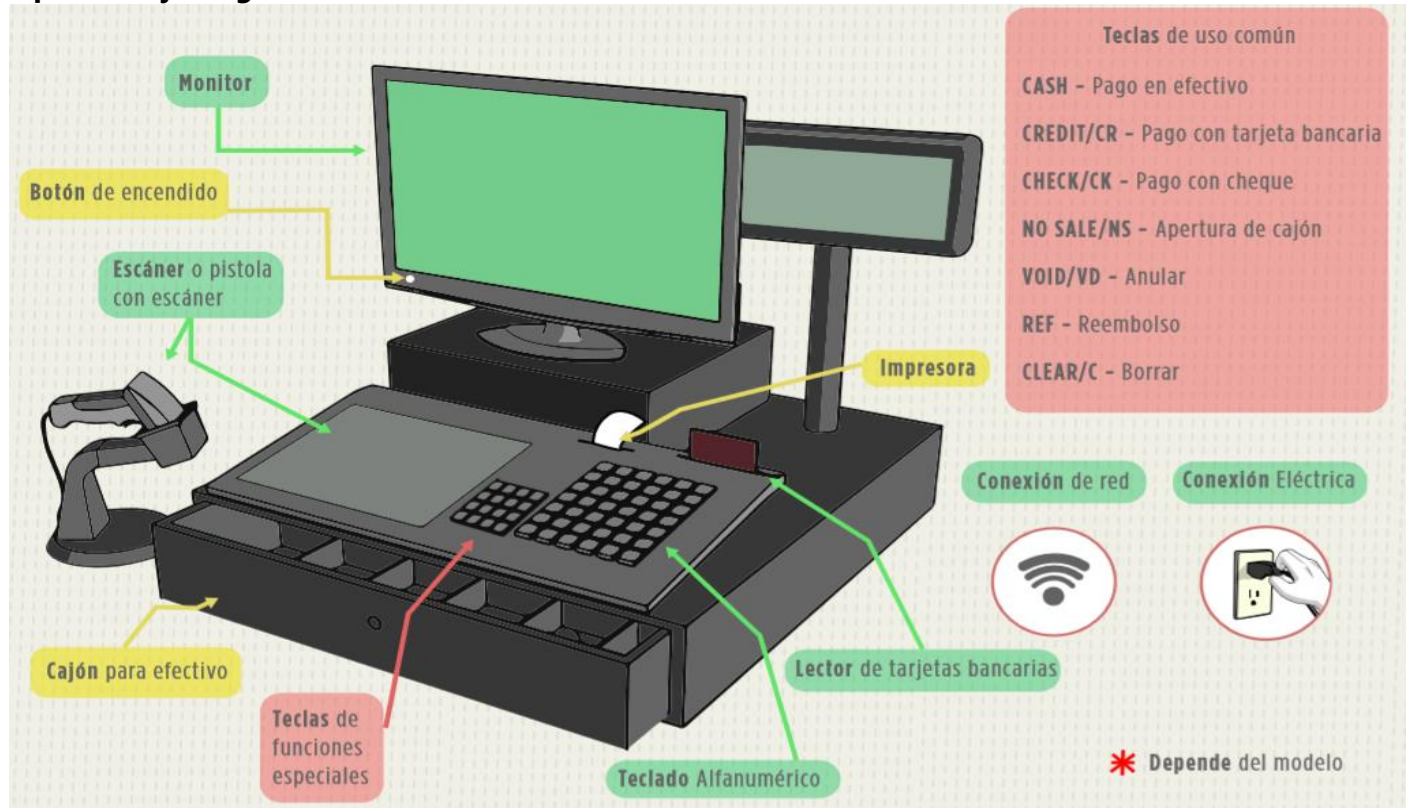 Teclas de uso común
CASH - Pago en efectivo
CREDIT/CR - Pago con tarjeta bancaria
CHECK/CK - Pago con cheque
NO SALE/NS - Apertura de cajón
VOID/VD - Anular
REF - Reembolso
CLEAR/C - Borrar
Monitor
Botón de encendido
Escáner o pistola
con escáner
Impresora
Conexión de red
Conexión Eléctrica
Cajón para efectivo
Teclas de
funciones
especiales
Teclado Alfanumérico
Lector de tarjetas bancarias
Depende del modelo